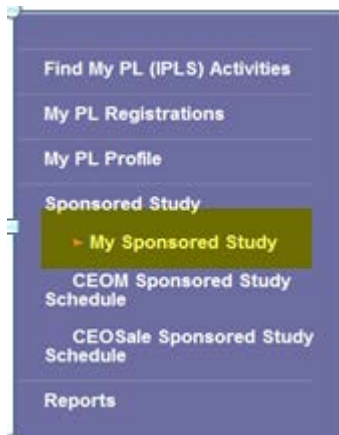 Find My PL (IPLS) Activities
My PL Registrations
My PL Profile
Sponsored Study
My Sponsored Study
CEOM Sponsored Study
Schedule
CEOSale Sponsored Study
Schedule
Reports